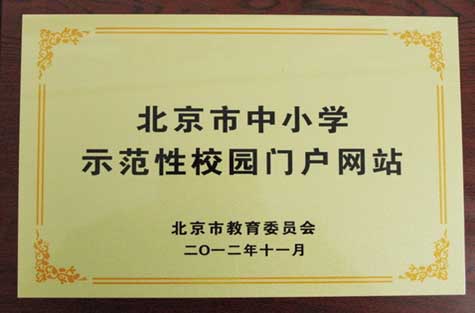 北京市中小学
示范性校园门户网站
北京市教育委员会
二〇一二年十一月